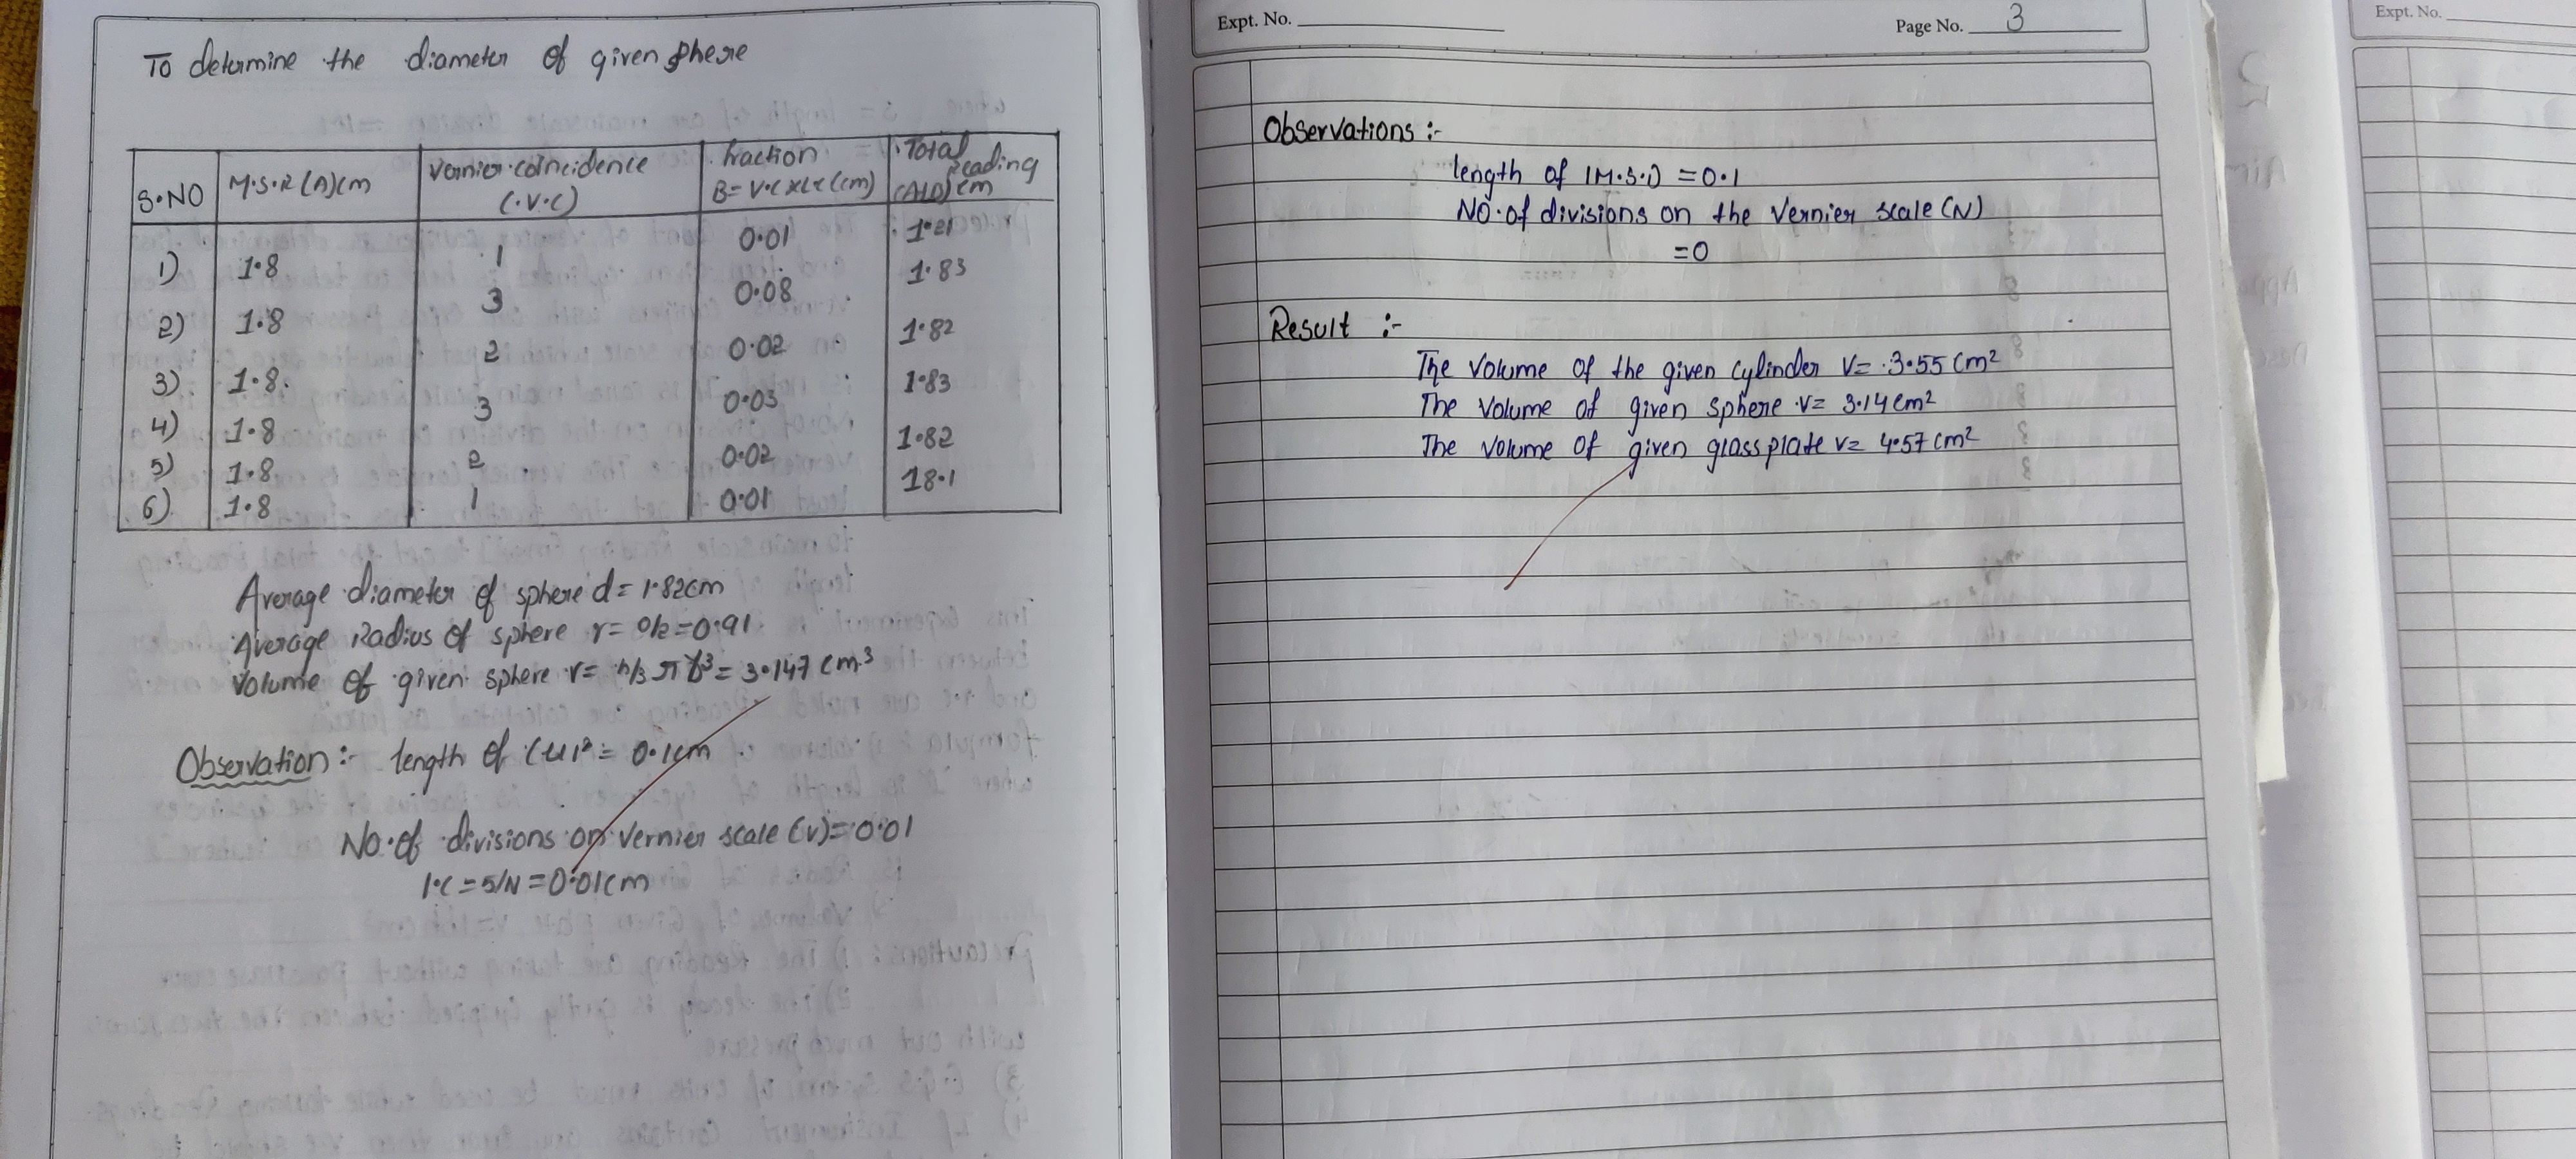 To determine the diameter of given sphere
S.NO M.S.R (A) cm Vernier coincidence (.V.C) fraction B= V.C x L.C (cm) Total Reading (A+B) cm
1) 1.8 1 0.01 1.81
2) 1.8 3 0.08 1.83
3) 1.8. 2 0.02 1.82
4) 1.8 3 0.03 1.83
5) 1.8 2 0.02 1.82
6) 1.8 1 0.01 18.1
Average diameter of sphere d= 1.82cm
Average Radius of sphere r= D/2 =0.91
Volume of given sphere v= 4/3 π r³= 3.147 cm³
Observation :- length of = 0.1cm
No.of divisions on Vernier scale (v)= 0.01
l.c = S/N = 0.01cm
Expt. No.
Page No. 3
Observations :-
length of 1M.S.D = 0.1
NO.of divisions on the Vernier scale (N)
=0
Result :-
The volume of the given cylinder V= 3.55 cm²
The volume of given sphere v= 3.14 cm²
The volume of given glass plate v= 4.57 cm²
Expt. No.